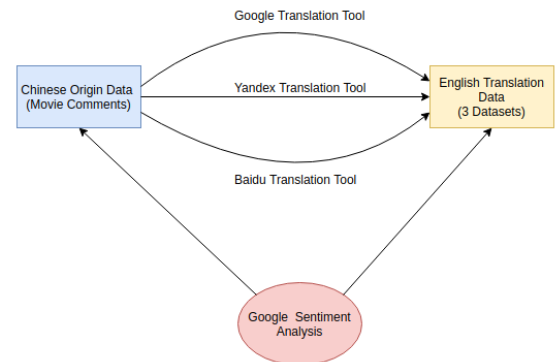 Google Translation Tool
Chinese Origin Data
(Movie Comments)
Yandex Translation Tool
English Translation
Data
(3 Datasets)
Baidu Translation Tool
Google Sentiment
Analysis